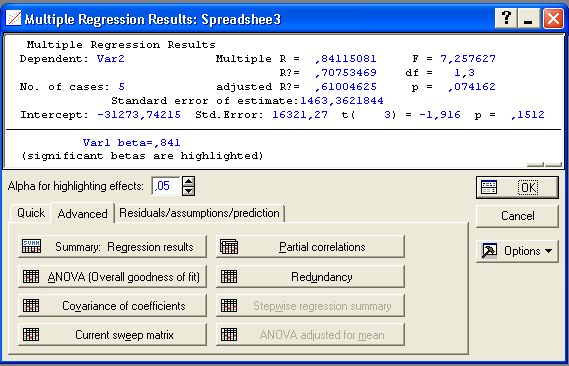 Multiple Regression Results: Spreadshee3
Multiple Regression Results
Dependent: Var2 Multiple R = ,84115081 F = 7,257627
R?= ,70753469 df = 1,3
No. of cases: 5 adjusted R?= ,61004625 p = ,074162
Standard error of estimate:1463,3621844
Intercept: -31273,74215 Std.Error: 16321,27 t( 3) = -1,916 p = ,1512
Var1 beta=,841
(significant betas are highlighted)
Alpha for highlighting effects: ,05
OK
Quick Advanced Residuals/assumptions/prediction
Cancel
SUMM Summary: Regression results
Partial correlations
Options
ANOVA (Overall goodness of fit)
Redundancy
Covariance of coefficients
Stepwise regression summary
Current sweep matrix
ANOVA adjusted for mean